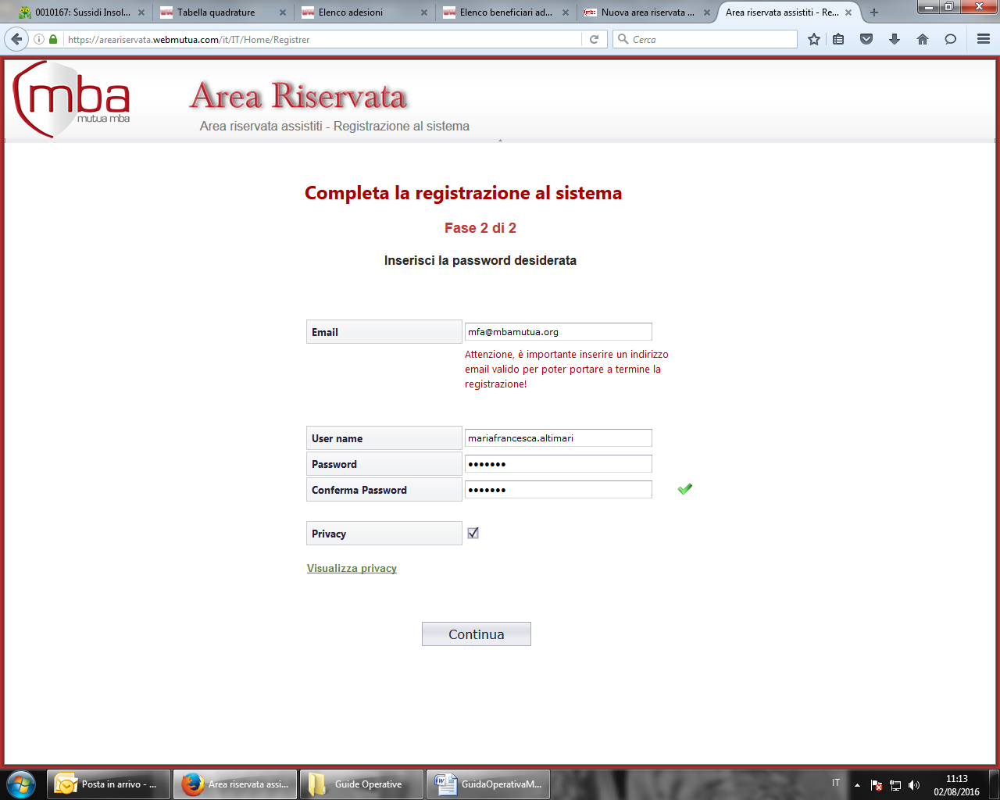 0010167: Sussidi Insol...
Tabella quadrature
Elenco adesioni
Elenco beneficiari ad...
Nuova area riservata ...
Area riservata assistiti - Re...
https://areariservata.webmutua.com/it/IT/Home/Registrer
Cerca
mba
mutua mba
Area Riservata
Area riservata assistiti - Registrazione al sistema
Completa la registrazione al sistema
Fase 2 di 2
Inserisci la password desiderata
Email
mfa@mbamutua.org
Attenzione, è importante inserire un indirizzo
email valido per poter portare a termine la
registrazione!
User name
mariafrancesca.altimari
Password
•••••••
Conferma Password
•••••••
Privacy
Visualizza privacy
Continua
Posta in arrivo - ...
Area riservata assi...
Guide Operative
GuidaOperativaM...
IT
11:13
02/08/2016